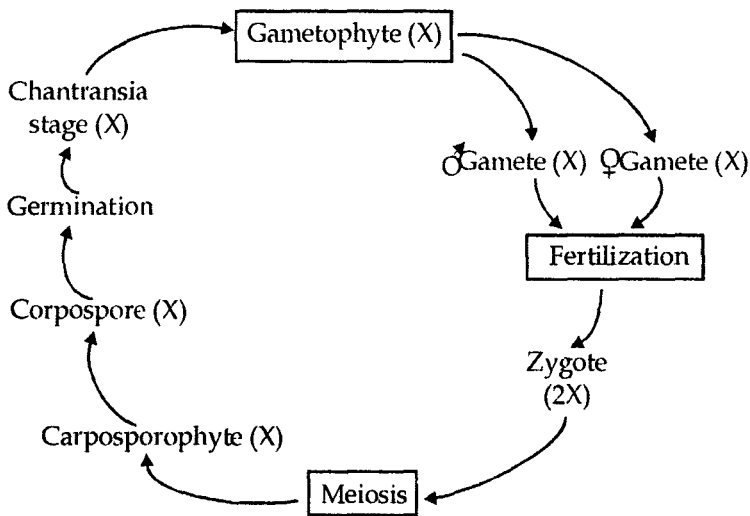 Gametophyte (X)
Chantransia
stage (X)
♂Gamete (X) ♀Gamete (X)
Germination
Fertilization
Corpospore (X)
Zygote
(2X)
Carposporophyte (X)
Meiosis